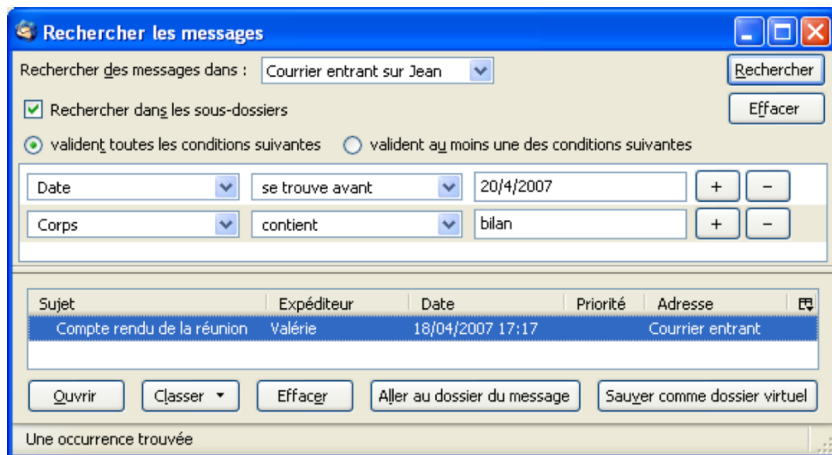 Rechercher les messages
Rechercher des messages dans : Courrier entrant sur Jean Rechercher
Rechercher dans les sous-dossiers Effacer
valident toutes les conditions suivantes valident au moins une des conditions suivantes
Date se trouve avant 20/4/2007 + -
Corps contient bilan + -
Sujet Expéditeur Date Priorité Adresse
Compte rendu de la réunion Valérie 18/04/2007 17:17 Courrier entrant
Ouvrir Classer Effacer Aller au dossier du message Sauver comme dossier virtuel
Une occurrence trouvée